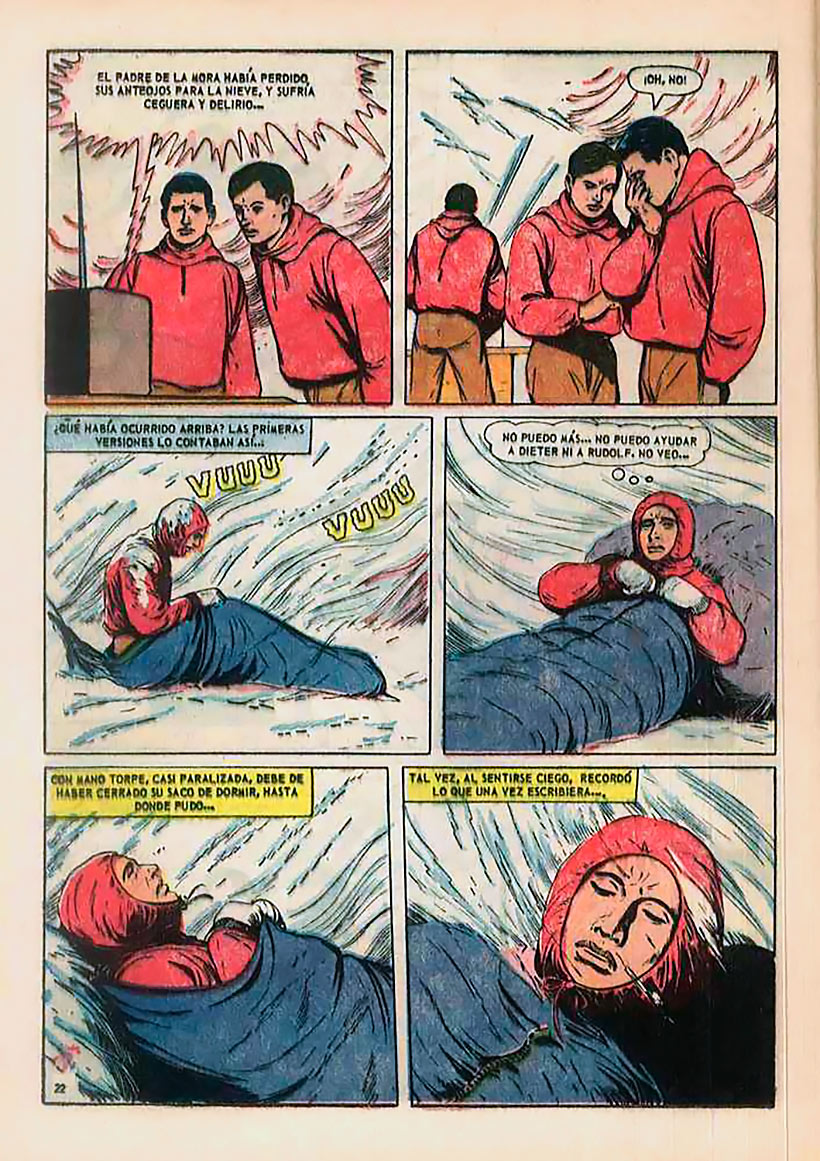 EL PADRE DE LA MORA HABÍA PERDIDO,
SUS ANTEOJOS PARA LA NIEVE, Y SUFRÍA
CEGUERA Y DELIRIO...
¡OH, NO!
¿QUÉ HABÍA OCURRIDO ARRIBA? LAS PRIMERAS
VERSIONES LO CONTABAN ASÍ...
VUUU
VUUU
NO PUEDO MÁS... NO PUEDO AYUDAR
A DIETER NI A RUDOLF. NO VEO...
CON MANO TORPE, CASI PARALIZADA, DEBE DE
HABER CERRADO SU SACO DE DORMIR, HASTA
DONDE PUDO...
TAL VEZ, AL SENTIRSE CIEGO, RECORDÓ
LO QUE UNA VEZ ESCRIBIERA...
22